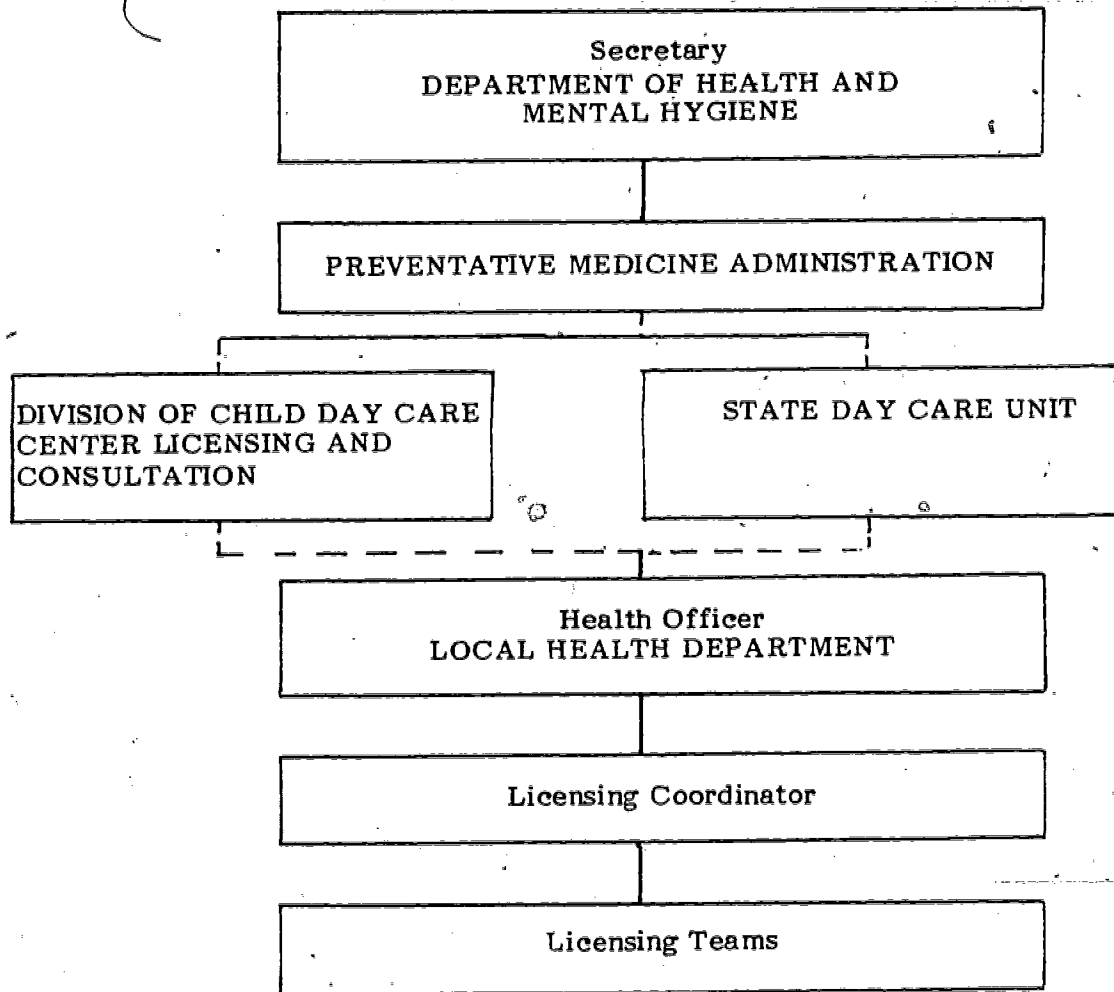 Secretary
DEPARTMENT OF HEALTH AND
MENTAL HYGIENE
PREVENTATIVE MEDICINE ADMINISTRATION
DIVISION OF CHILD DAY CARE
CENTER LICENSING AND
CONSULTATION
STATE DAY CARE UNIT
Health Officer
LOCAL HEALTH DEPARTMENT
Licensing Coordinator
Licensing Teams